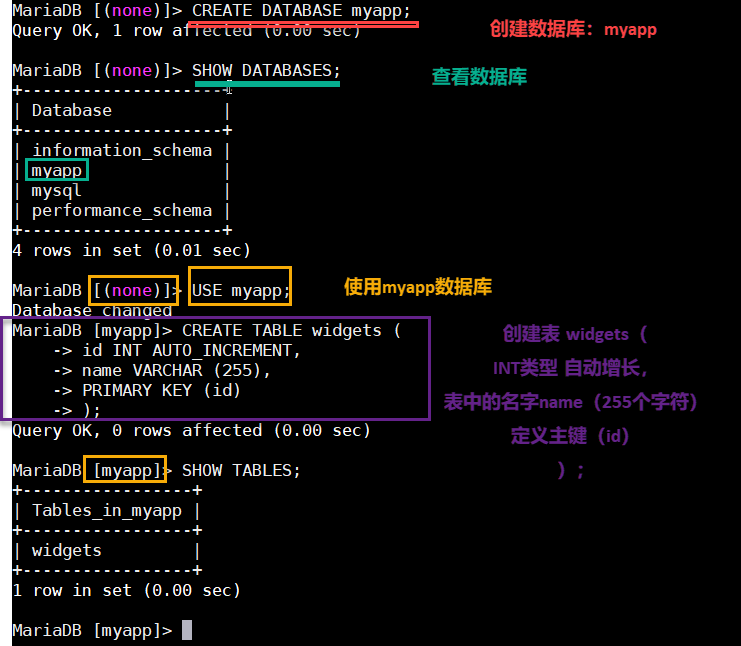 MariaDB [(none)]> CREATE DATABASE myapp;
Query OK, 1 row affected (0.00 sec)
创建数据库：myapp
MariaDB [(none)]> SHOW DATABASES;
查看数据库
+--------------------+
| Database           |
+--------------------+
| information_schema |
| myapp              |
| mysql              |
| performance_schema |
+--------------------+
4 rows in set (0.01 sec)
MariaDB [(none)]> USE myapp;
使用myapp数据库
Database changed
MariaDB [myapp]> CREATE TABLE widgets (
-> id INT AUTO_INCREMENT,
-> name VARCHAR (255),
-> PRIMARY KEY (id)
-> );
创建表 widgets（
INT类型 自动增长，
表中的名字name（255个字符）
定义主键（id）
）；
Query OK, 0 rows affected (0.00 sec)
MariaDB [myapp]> SHOW TABLES;
+-----------------+
| Tables_in_myapp |
+-----------------+
| widgets         |
+-----------------+
1 row in set (0.00 sec)
MariaDB [myapp]>